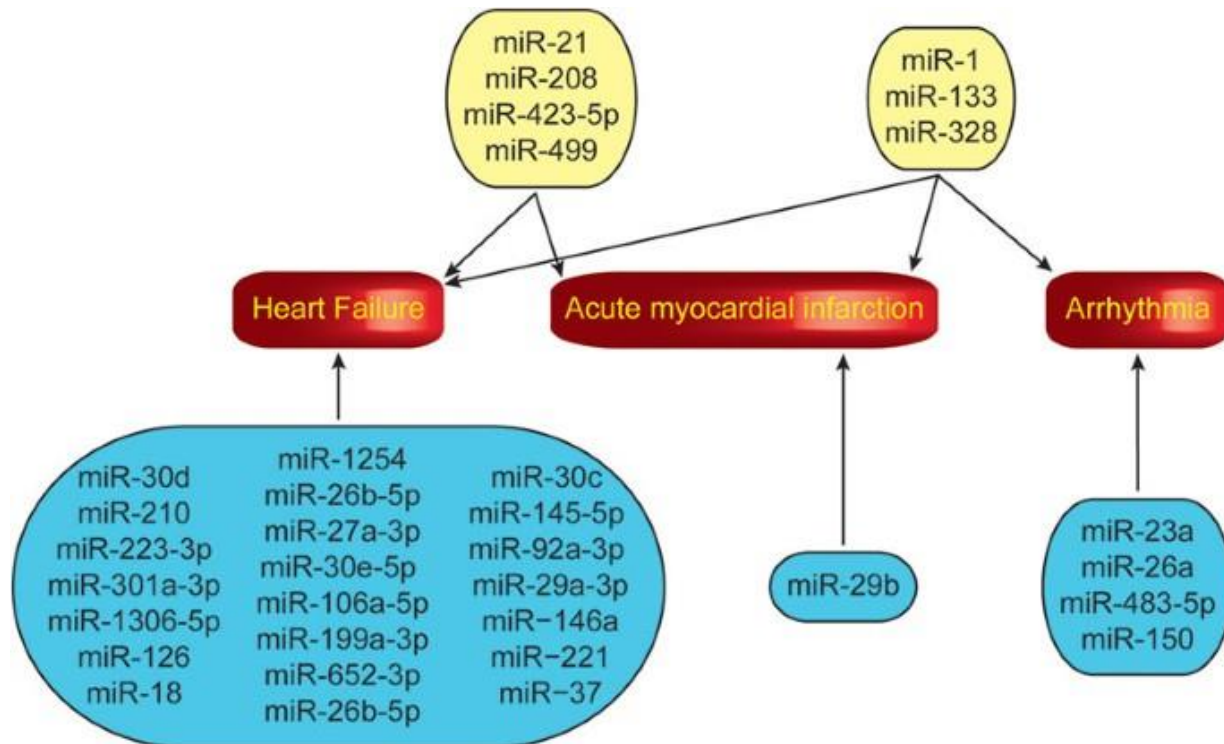 miR-21
miR-208
miR-423-5p
miR-499
miR-1
miR-133
miR-328
Heart Failure
Acute myocardial infarction
Arrhythmia
miR-30d
miR-210
miR-223-3p
miR-301a-3p
miR-1306-5p
miR-126
miR-18
miR-1254
miR-26b-5p
miR-27a-3p
miR-30e-5p
miR-106a-5p
miR-199a-3p
miR-652-3p
miR-26b-5p
miR-30c
miR-145-5p
miR-92a-3p
miR-29a-3p
miR−146a
miR−221
miR−37
miR-29b
miR-23a
miR-26a
miR-483-5p
miR-150